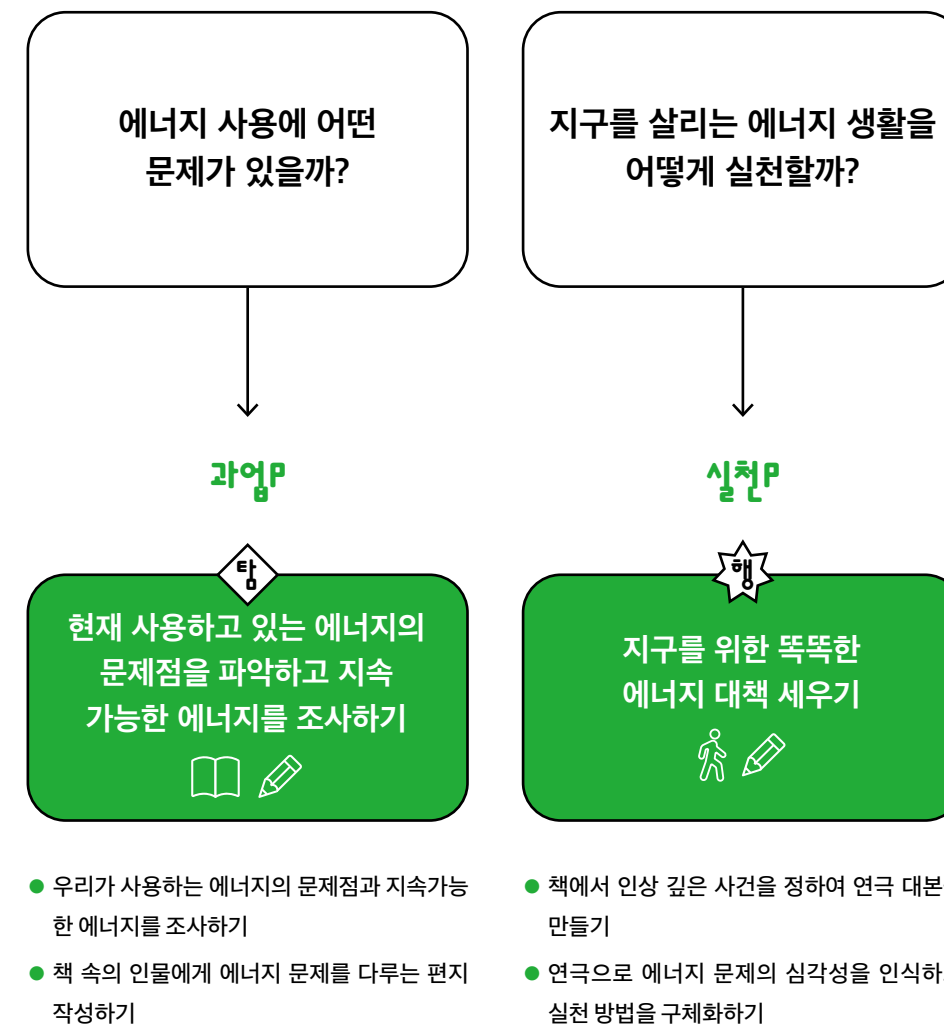 에너지 사용에 어떤
문제가 있을까?
과업P
탐
현재 사용하고 있는 에너지의
문제점을 파악하고 지속
가능한 에너지를 조사하기
● 우리가 사용하는 에너지의 문제점과 지속가능
한 에너지를 조사하기
● 책 속의 인물에게 에너지 문제를 다루는 편지
작성하기
지구를 살리는 에너지 생활을
어떻게 실천할까?
실천P
행
지구를 위한 똑똑한
에너지 대책 세우기
● 책에서 인상 깊은 사건을 정하여 연극
만들기
● 연극으로 에너지 문제의 심각성을
실천 방법을 구체화하기